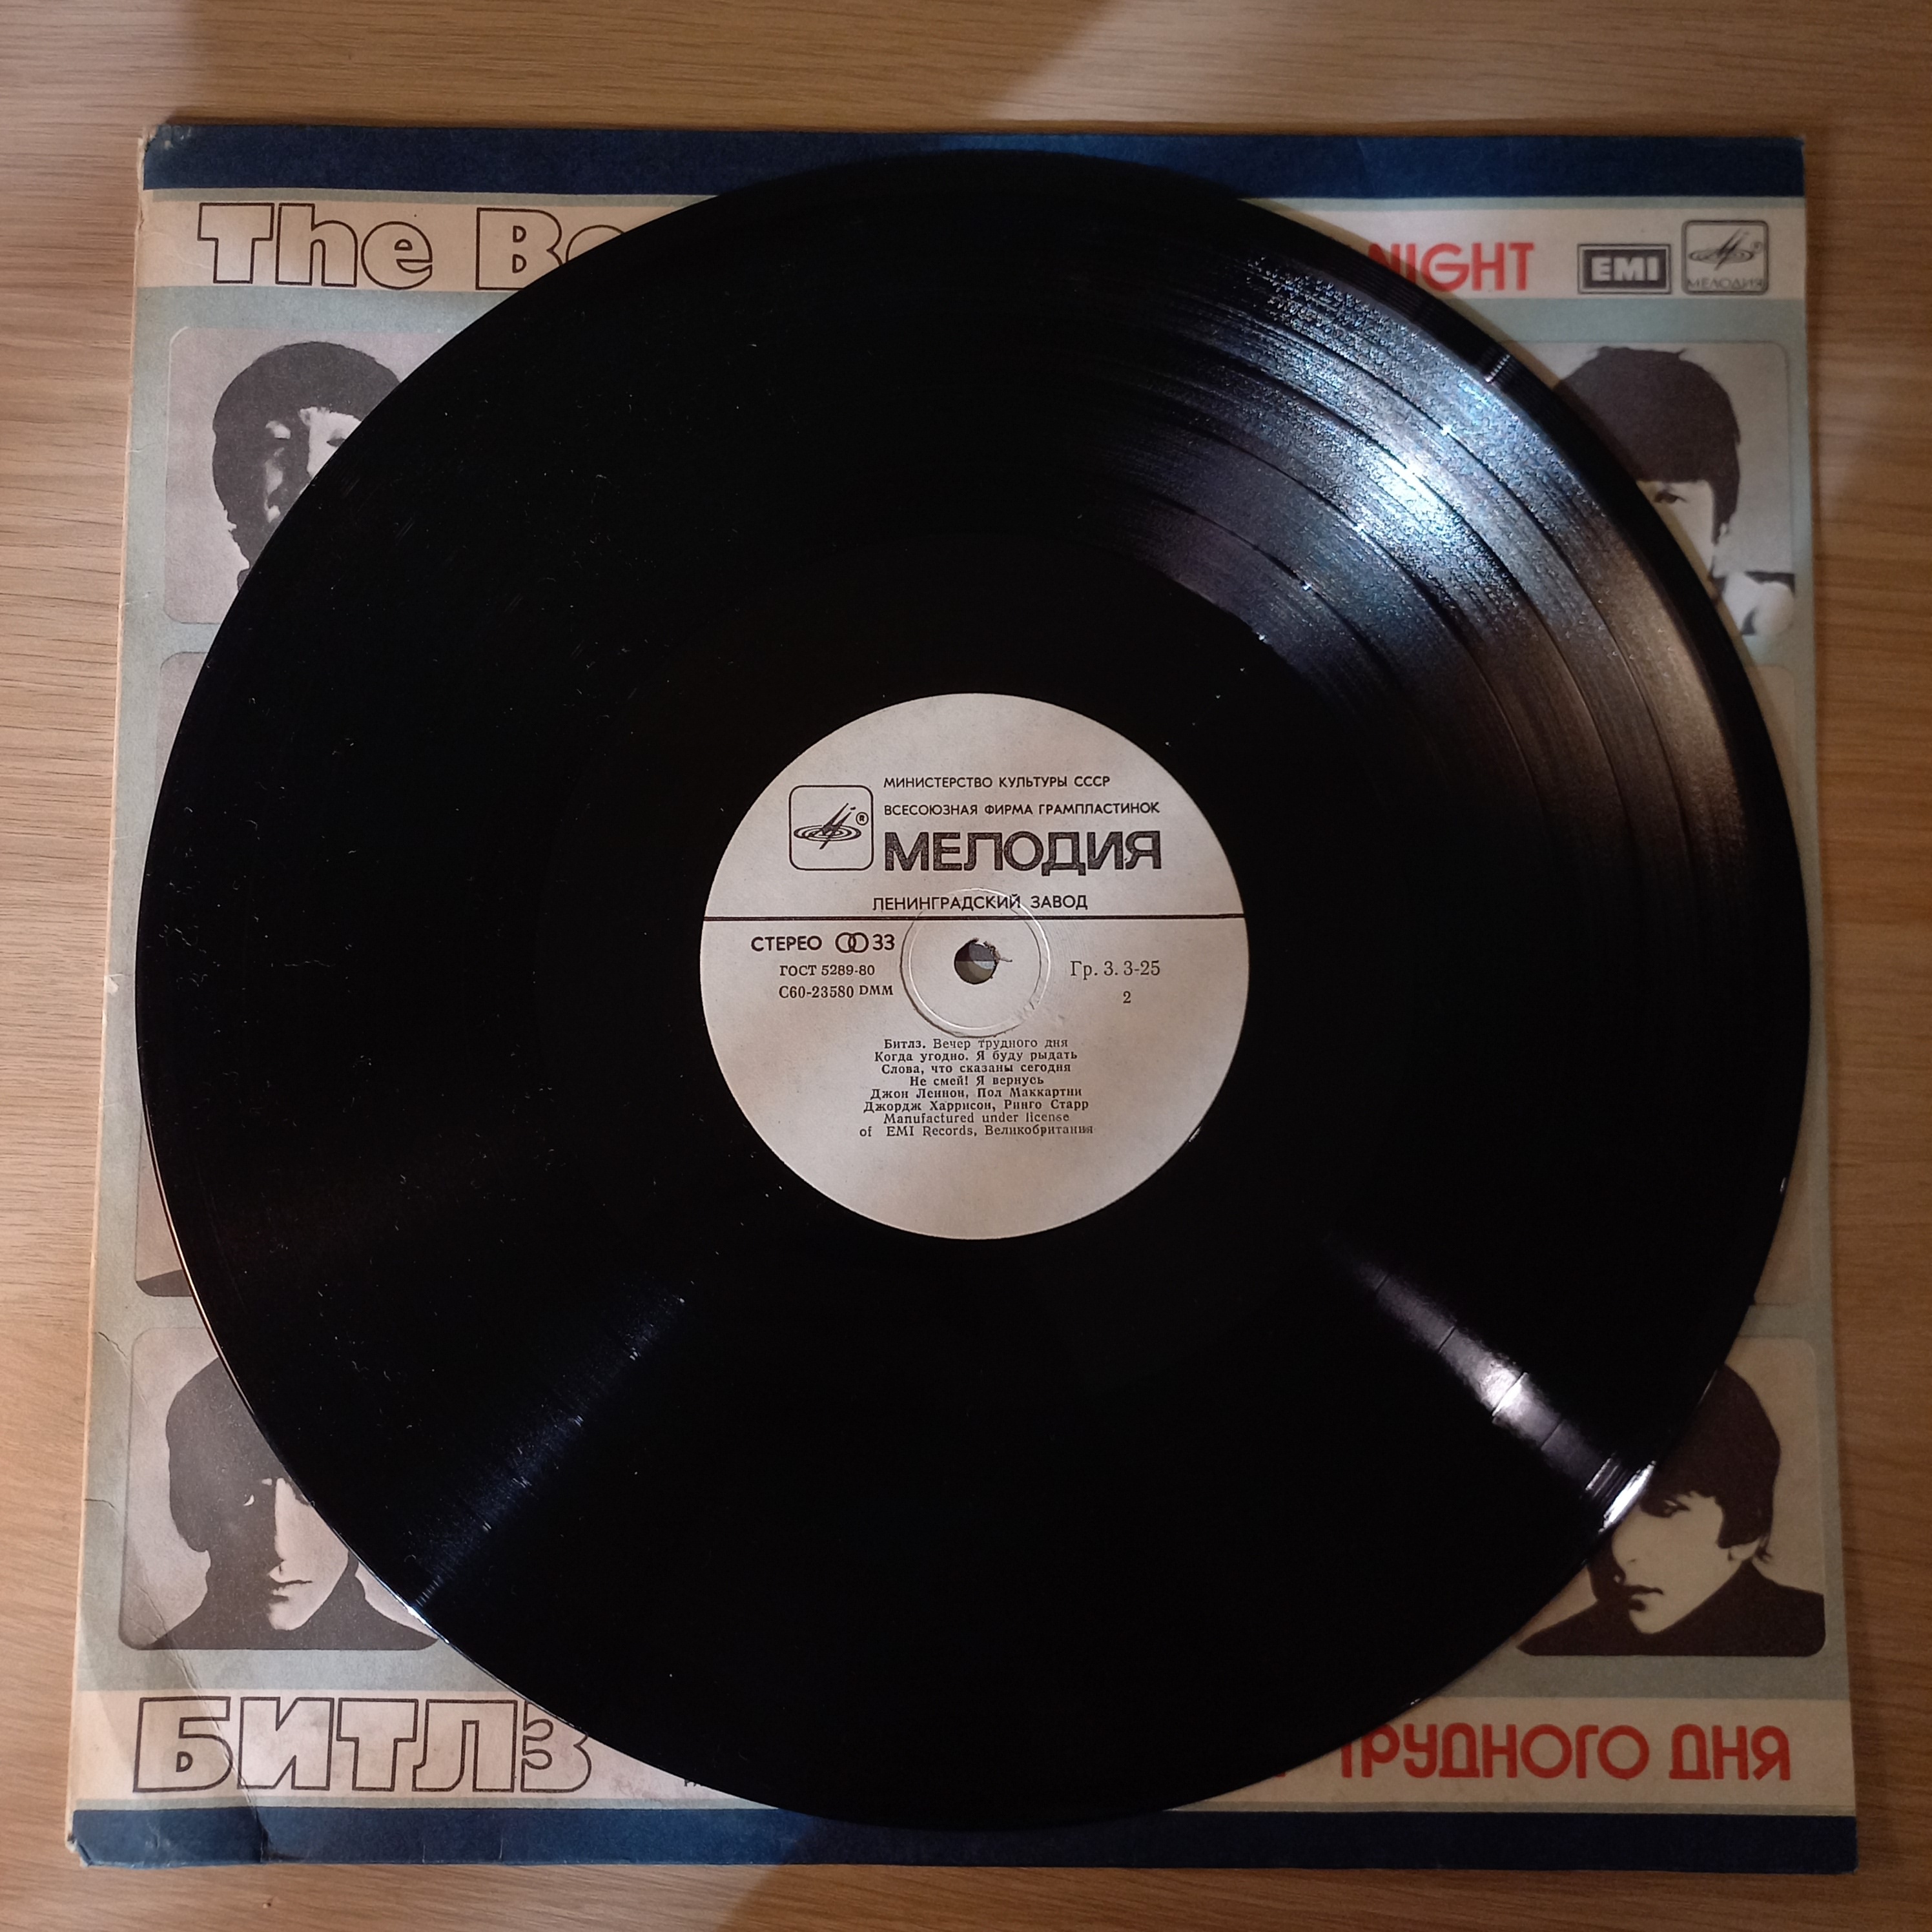 The
NIGHT
EMI
МЕЛОДИЯ
МИНИСТЕРСТВО КУЛЬТУРЫ СССР
ВСЕСОЮЗНАЯ ФИРМА ГРАМПЛАСТИНОК
®
МЕЛОДИЯ
ЛЕНИНГРАДСКИЙ ЗАВОД
СТЕРЕО 33
ГОСТ 5289-80
С60-23580 DMM
Гр. 3. 3-25
2
Битлз. Вечер трудного дня
Когда угодно. Я буду рыдать
Слова, что сказаны сегодня
Не смей! Я вернусь
Джон Леннон, Пол Маккартни
Джордж Харрисон, Ринго Старр
Manufactured under license
of EMI Records, Великобритания
БИТЛЗ
ТРУДНОГО ДНЯ